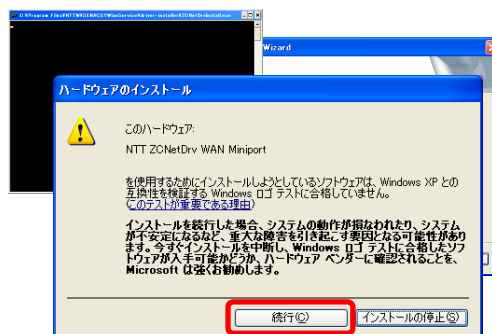 C:¥Program Files¥NTTW¥GEMAGSY¥WlanService¥driver-installer¥ZCNetDrvInstall.exe
Wizard
ハードウェアのインストール
このハードウェア:
NTT ZCNetDrv WAN Miniport
を使用するためにインストールしようとしているソフトウェアは、Windows XP との
互換性を検証する Windows ロゴ テストに合格していません。
(このテストが重要である理由)
インストールを続行した場合、システムの動作が損なわれたり、システム
が不安定になるなど、重大な障害を引き起こす要因となる可能性があり
ます。今すぐインストールを中断し、Windows ロゴ テストに合格したソフ
トウェアが入手可能かどうか、ハードウェア ベンダーに確認されることを、
Microsoft は強くお勧めします。
続行(C)
インストールの停止(S)